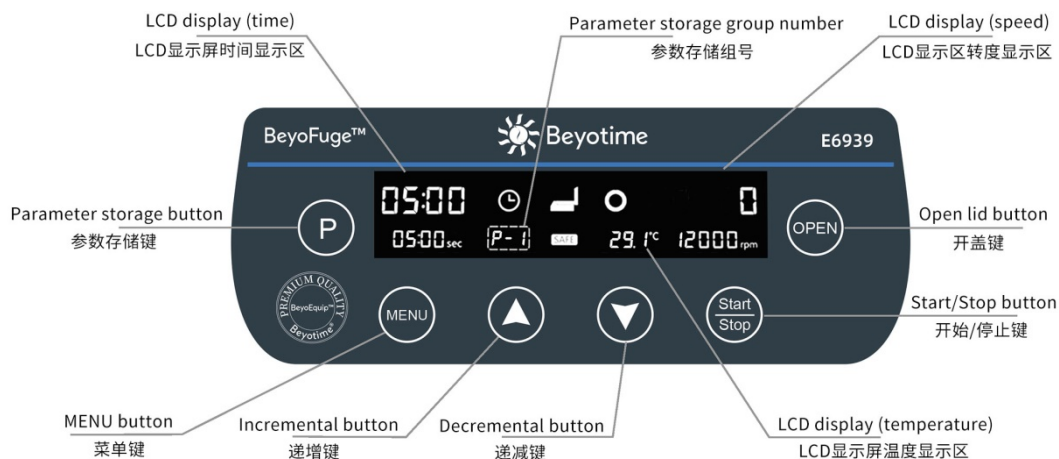 LCD display (time)
LCD显示屏时间显示区
Parameter storage group number
参数存储组号
LCD display (speed)
LCD显示区转度显示区
BeyoFuge™
Beyotime
E6939
05:00
0
05:00 sec
P-1
SAFE
29.1°C
12000 rpm
Parameter storage button
参数存储键
P
OPEN
Open lid button
开盖键
PREMIUM QUALITY
BeyoEquip™
Beyotime®
MENU
Start
Stop
Start/Stop button
开始/停止键
MENU button
菜单键
Incremental button
递增键
Decremental button
递减键
LCD display (temperature)
LCD显示屏温度显示区